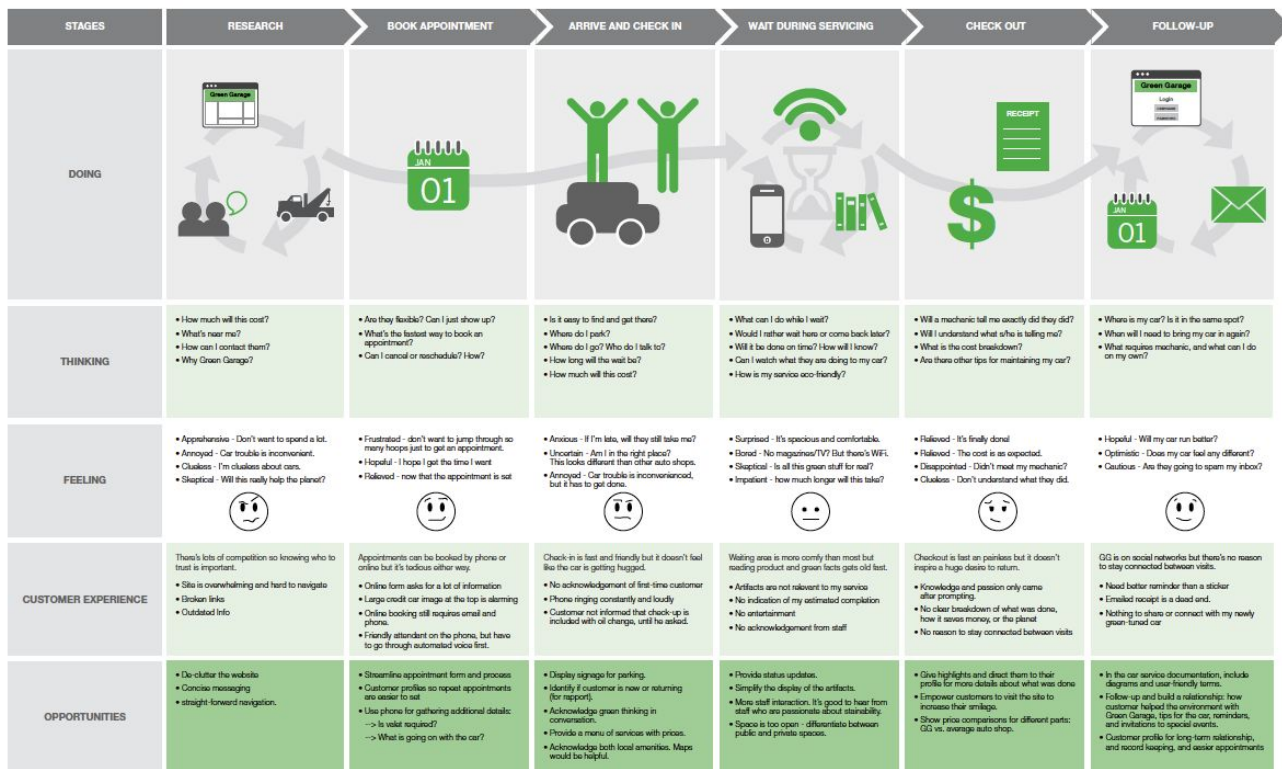 STAGES
RESEARCH
BOOK APPOINTMENT
ARRIVE AND CHECK IN
WAIT DURING SERVICING
CHECK OUT
FOLLOW-UP
DOING
Green Garage
JAN
01
RECEIPT
$
Green Garage
Login
USERNAME
PASSWORD
JAN
01
THINKING
• How much will this cost?
• What's near me?
• How can I contact them?
• Why Green Garage?
• Are they flexible? Can I just show up?
• What's the fastest way to book an
appointment?
• Can I cancel or reschedule? How?
• Is it easy to find and get there?
• Where do I park?
• Where do I go? Who do I talk to?
• How long will the wait be?
• How much will this cost?
• What can I do while I wait?
• Would I rather wait here or come back later?
• Will it be done on time? How will I know?
• Can I watch what they are doing to my car?
• How is my service eco-friendly?
• Will a mechanic tell me exactly did they did?
• Will I understand what s/he is telling me?
• What is the cost breakdown?
• Are there other tips for maintaining my car?
• Where is my car? Is it in the same spot?
• When will I need to bring my car in again?
• What requires mechanic, and what can I do
on my own?
FEELING
• Apprehensive - Don't want to spend a lot.
• Annoyed - Car trouble is inconvenient.
• Clueless - I'm clueless about cars.
• Skeptical - Will this really help the planet?
• Frustrated - don't want to jump through so
many hoops just to get an appointment.
• Hopeful - I hope I get the time I want
• Relieved - now that the appointment is set
• Anxious - If I'm late, will they still take me?
• Uncertain - Am I in the right place?
This looks different than other auto shops.
• Annoyed - Car trouble is inconvenienced,
but it has to get done.
• Surprised - It's spacious and comfortable.
• Bored - No magazines/TV? But there's WiFi.
• Skeptical - Is all this green stuff for real?
• Impatient - how much longer will this take?
• Relieved - It's finally done!
• Relieved - The cost is as expected.
• Disappointed - Didn't meet my mechanic?
• Clueless - Don't understand what they did.
• Hopeful - Will my car run better?
• Optimistic - Does my car feel any different?
• Cautious - Are they going to spam my inbox?
CUSTOMER EXPERIENCE
There's lots of competition so knowing who to
trust is important.
• Site is overwhelming and hard to navigate
• Broken links
• Outdated Info
Appointments can be booked by phone or
online but it's tedious either way.
• Online form asks for a lot of information
• Large credit car image at the top is alarming
• Online booking still requires email and
phone.
• Friendly attendant on the phone, but have
to go through automated voice first.
Check-in is fast and friendly but it doesn't feel
like the car is getting hugged.
• No acknowledgement of first-time customer
• Phone ringing constantly and loudly
• Customer not informed that check-up is
included with oil change, until he asked.
Waiting area is more comfy than most but
reading product and green facts gets old fast.
• Artifacts are not relevant to my service
• No indication of my estimated completion
• No entertainment
• No acknowledgement from staff
Checkout is fast an painless but it doesn't
inspire a huge desire to return.
• Knowledge and passion only came
after prompting.
• No clear breakdown of what was done,
how it saves money, or the planet
• No reason to stay connected between visits
GG is on social networks but there's no reason
to stay connected between visits.
• Need better reminder than a sticker
• Emailed receipt is a dead end.
• Nothing to share or connect with my newly
green-tuned car
OPPORTUNITIES
• De-clutter the website
• Concise messaging
• straight-forward navigation.
• Streamline appointment form and process
• Customer profiles so repeat appointments
are easier to set
• Use phone for gathering additional details:
--> Is valet required?
--> What is going on with the car?
• Display signage for parking.
• Identify if customer is new or returning
(for rapport).
• Acknowledge green thinking in
conversation.
• Provide a menu of services with prices.
• Acknowledge both local amenities. Maps
would be helpful.
• Provide status updates.
• Simplify the display of the artifacts.
• More staff interaction. It's good to hear from
staff who are passionate about stainability.
• Space is too open - differentiate between
public and private spaces.
• Give highlights and direct them to their
profile for more details about what was done
• Empower customers to visit the site to
increase their smilage.
• Show price comparisons for different parts:
GG vs. average auto shop.
• In the car service documentation, include
diagrams and user-friendly terms.
• Follow-up and build a relationship: how
customer helped the environment with
Green Garage, tips for the car, reminders,
and invitations to special events.
• Customer profile for long-term relationship,
and record keeping, and easier appointments